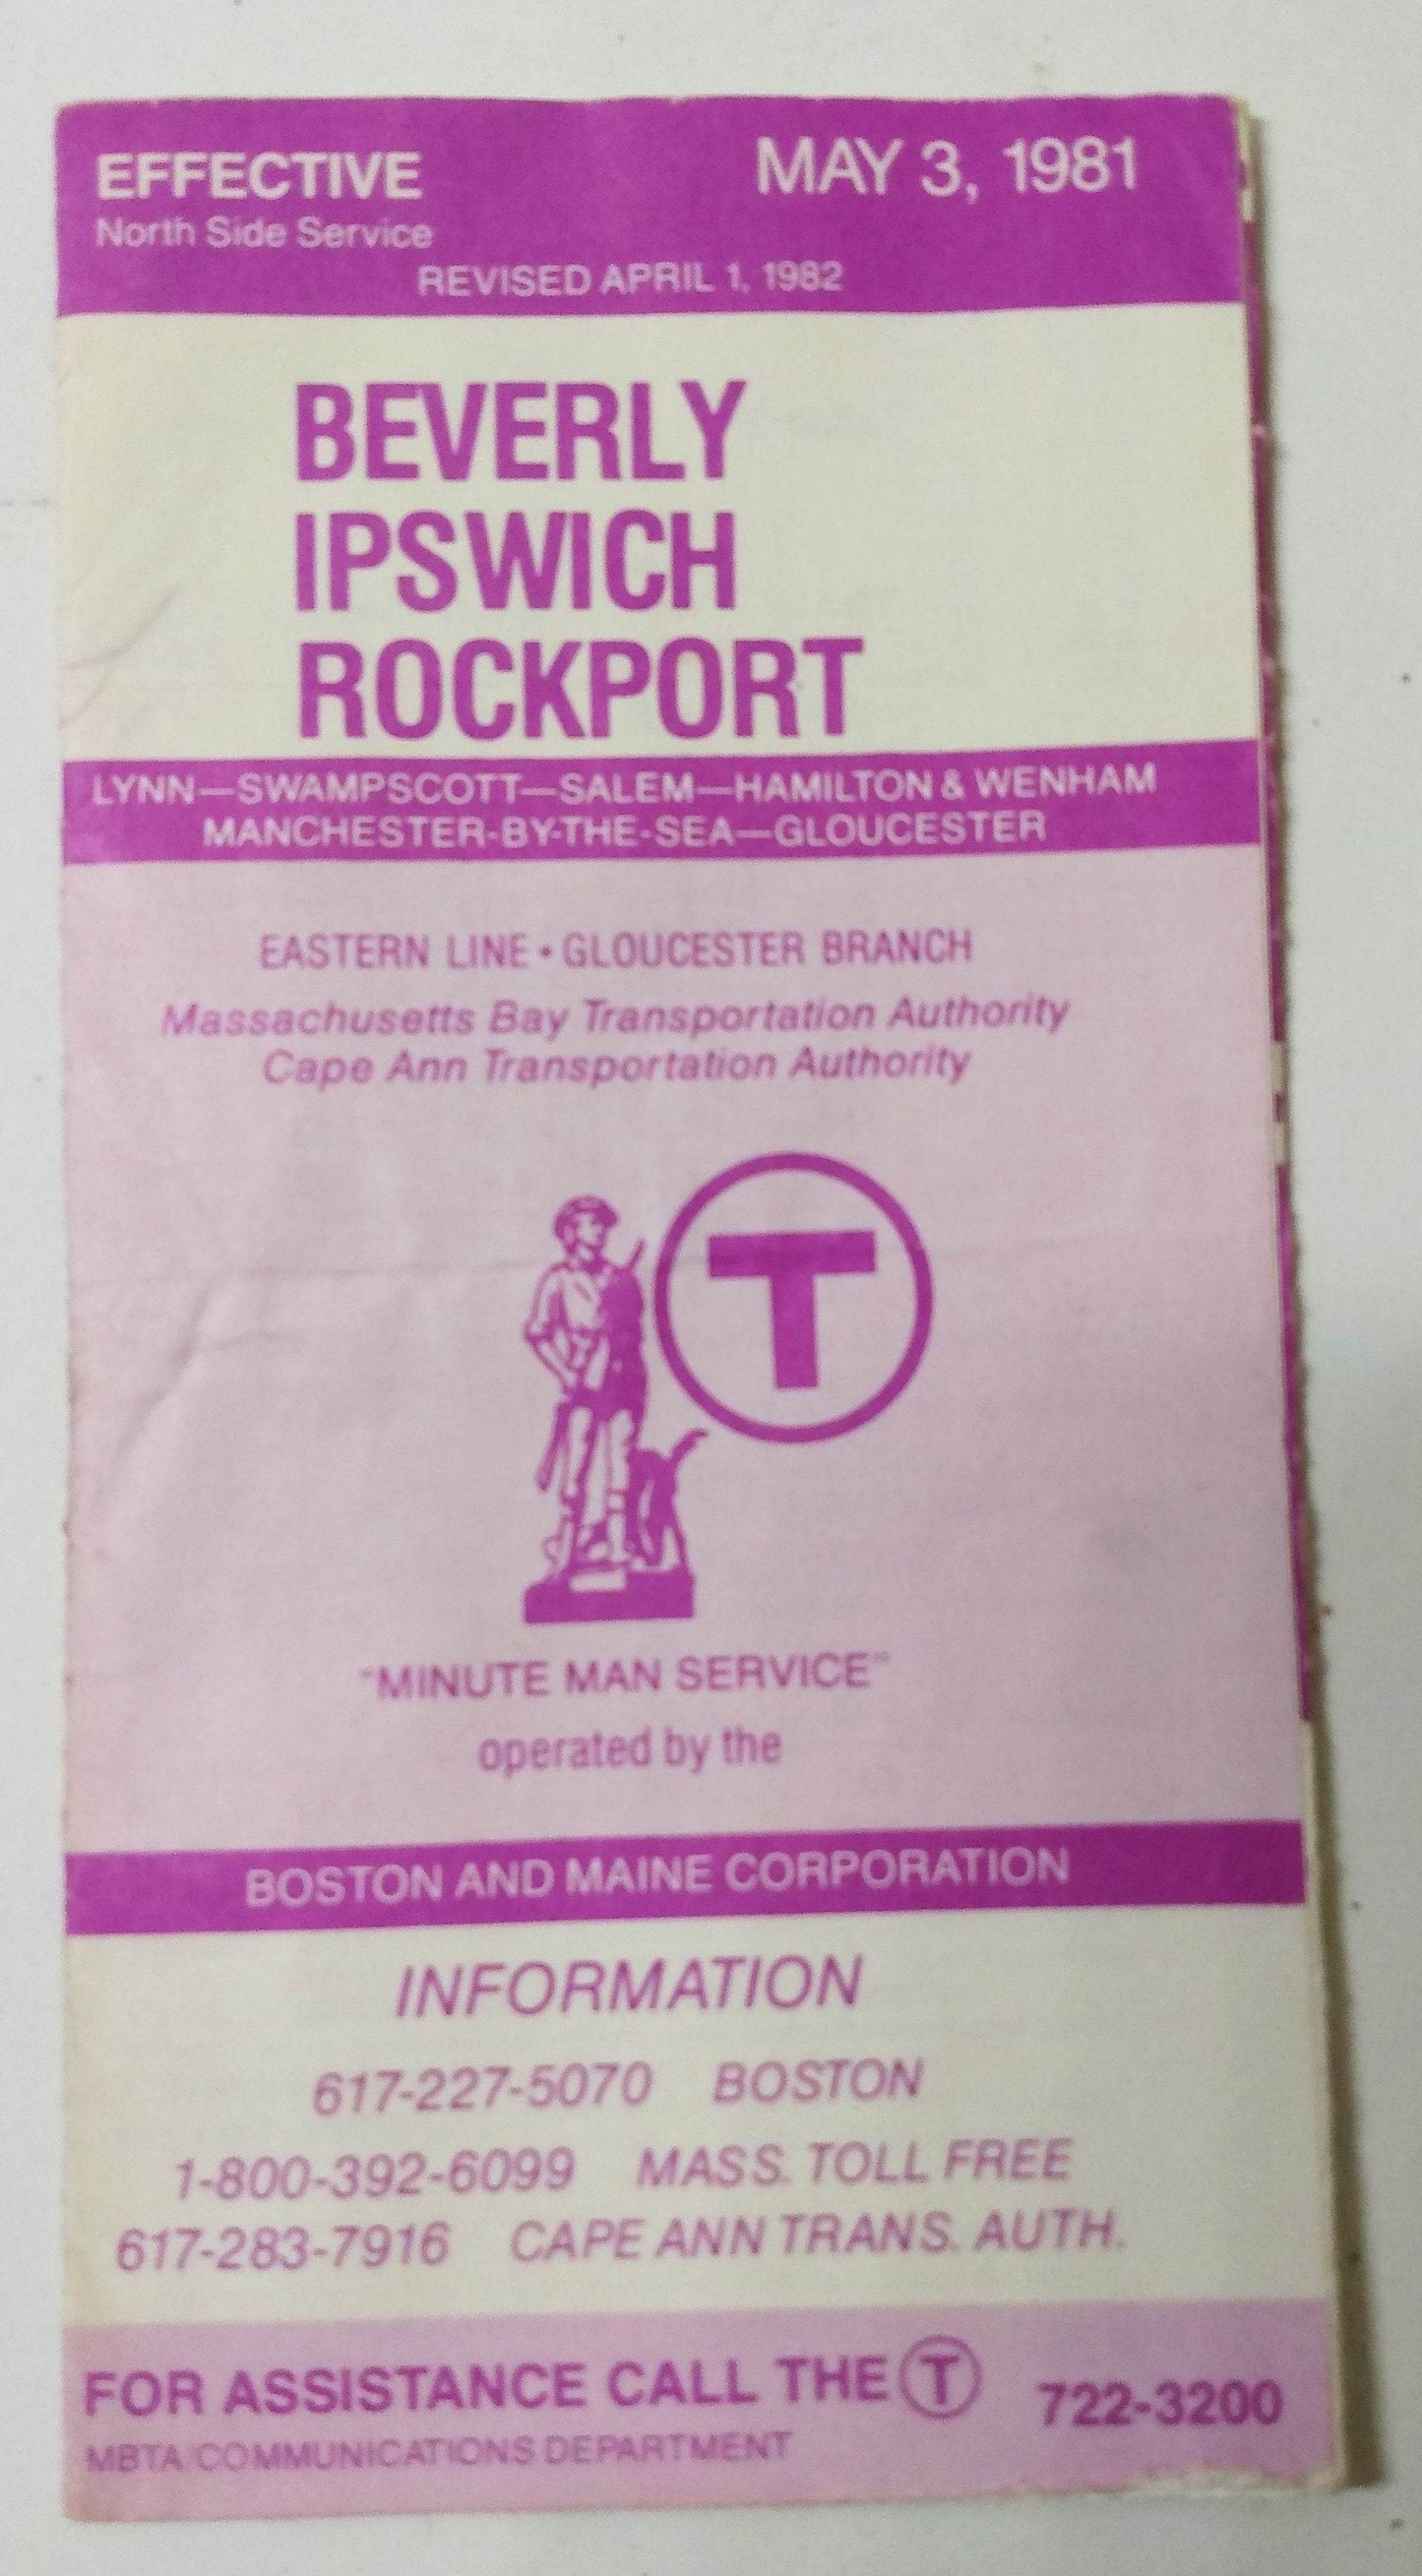 EFFECTIVE MAY 3, 1981
North Side Service
REVISED APRIL 1, 1982
BEVERLY
IPSWICH
ROCKPORT
LYNN—SWAMPSCOTT—SALEM—HAMILTON & WENHAM
MANCHESTER-BY-THE-SEA—GLOUCESTER
EASTERN LINE • GLOUCESTER BRANCH
Massachusetts Bay Transportation Authority
Cape Ann Transportation Authority
T
"MINUTE MAN SERVICE"
operated by the
BOSTON AND MAINE CORPORATION
INFORMATION
617-227-5070 BOSTON
1-800-392-6099 MASS. TOLL FREE
617-283-7916 CAPE ANN TRANS. AUTH.
FOR ASSISTANCE CALL THE T 722-3200
MBTA/COMMUNICATIONS DEPARTMENT